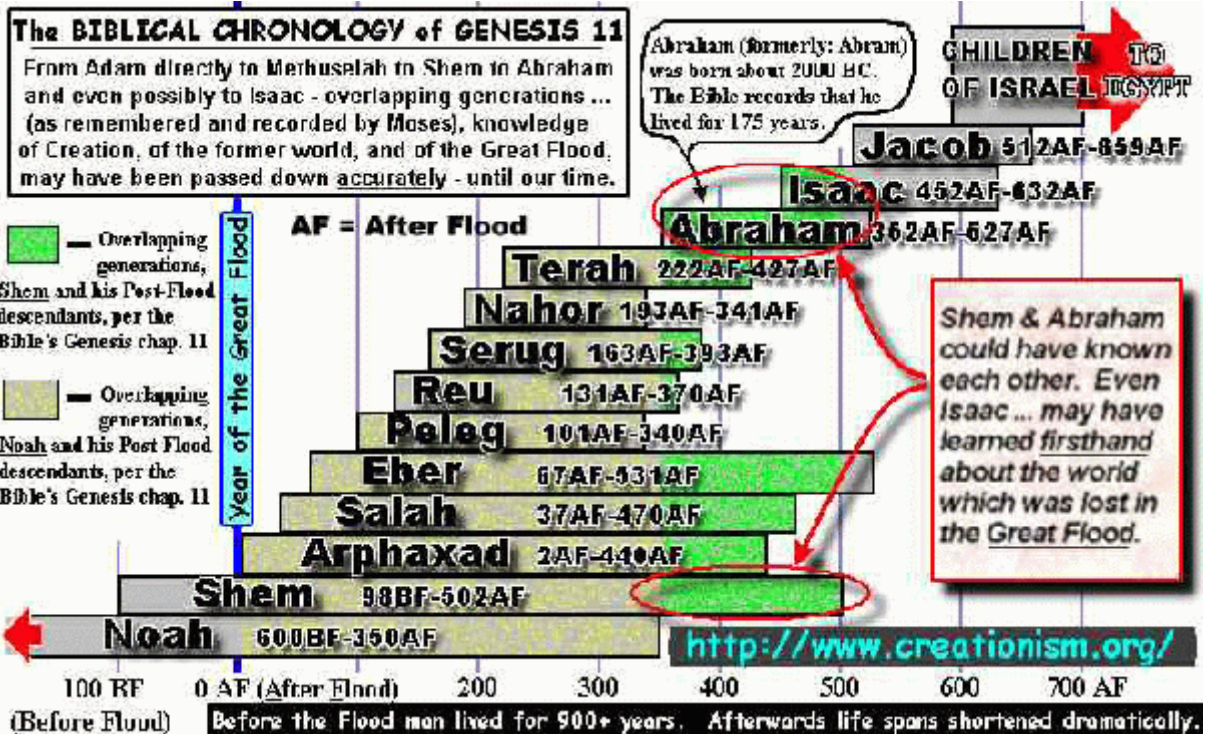 The BIBLICAL CHRONOLOGY of GENESIS 11
From Adam directly to Methuselah to Shem to Abraham
and even possibly to Isaac - overlapping generations ...
(as remembered and recorded by Moses), knowledge
of Creation, of the former world, and of the Great Flood,
may have been passed down accurately - until our time.
Abraham (formerly: Abram)
was born about 2000 BC.
The Bible records that he
lived for 175 years.
CHILDREN TO
OF ISRAEL EGYPT
Jacob 512AF-659AF
Isaac 452AF-632AF
Abraham 352AF-527AF
AF = After Flood
Terah 222AF-427AF
Nahor 193AF-341AF
Serug 163AF-393AF
Reu 131AF-370AF
Peleg 101AF-340AF
Eber 67AF-531AF
Salah 37AF-470AF
Arphaxad 2AF-440AF
Shem 98BF-502AF
Noah 600BF-350AF
year of the Great Flood
— Overlapping
generations,
Shem and his Post-Flood
descendants, per the
Bible's Genesis chap. 11
— Overlapping
generations,
Noah and his Post Flood
descendants, per the
Bible's Genesis chap. 11
Shem & Abraham
could have known
each other. Even
Isaac ... may have
learned firsthand
about the world
which was lost in
the Great Flood.
http://www.creationism.org/
100 BF 0 AF (After Flood) 200 300 400 500 600 700 AF
(Before Flood) Before the Flood man lived for 900+ years. Afterwards life spans shortened dramatically.